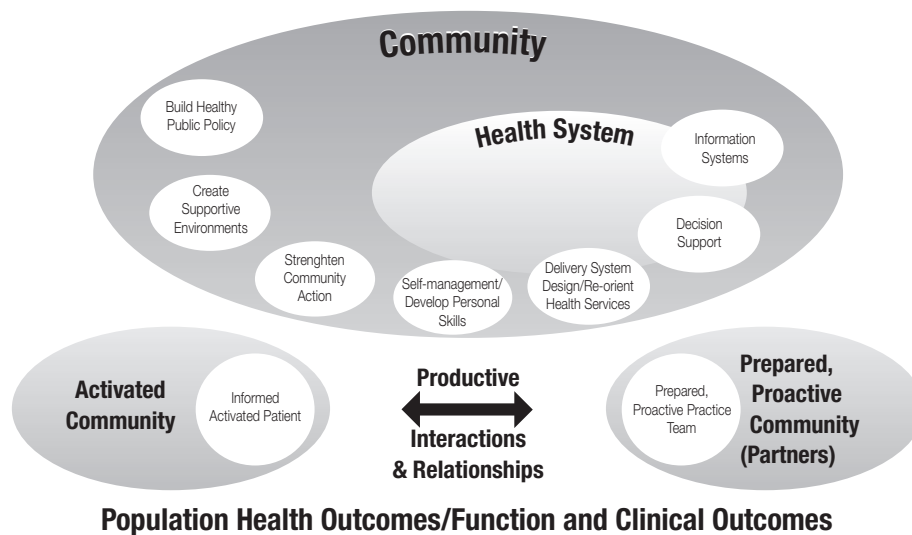 Community
Build Healthy
Public Policy
Health System
Information
Systems
Create
Supportive
Environments
Decision
Support
Strenghten
Community
Action
Self-management/
Develop Personal
Skills
Delivery System
Design/Re-orient
Health Services
Activated
Community
Informed
Activated Patient
Productive
Interactions
& Relationships
Prepared,
Proactive Practice
Team
Prepared,
Proactive
Community
(Partners)
Population Health Outcomes/Function and Clinical Outcomes